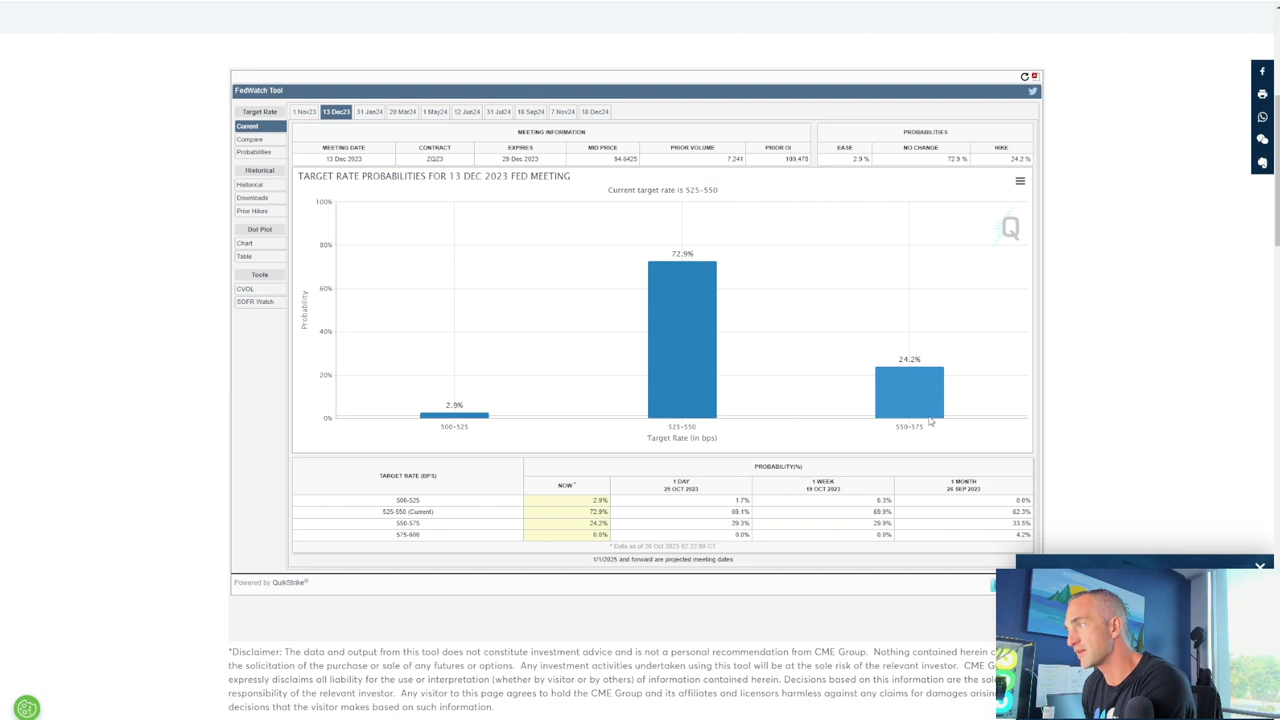 FedWatch Tool
Target Rate
1 Nov23
13 Dec23
31 Jan24
20 Mar24
1 May24
12 Jun24
31 Jul24
18 Sep24
7 Nov24
18 Dec24
Current
Compare
Probabilities
Historical
Historical
Downloads
Prior Hikes
Dot Plot
Chart
Table
Tools
CVOL
SOFR Watch
MEETING INFORMATION
MEETING DATE CONTRACT EXPIRES MID PRICE PRIOR VOLUME PRIOR OI
13 Dec 2023 ZQZ3 29 Dec 2023 94.6425 7,241 109,478
PROBABILITIES
EASE NO CHANGE HIKE
2.9 % 72.9 % 24.2 %
TARGET RATE PROBABILITIES FOR 13 DEC 2023 FED MEETING
Current target rate is 525-550
Probability
100%
80%
60%
40%
20%
0%
2.9%
72.9%
24.2%
500-525
525-550
550-575
Target Rate (in bps)
Q
TARGET RATE (BPS) PROBABILITY(%)
NOW * 1 DAY 25 OCT 2023 1 WEEK 19 OCT 2023 1 MONTH 26 SEP 2023
500-525 2.9% 1.7% 0.3% 0.0%
525-550 (Current) 72.9% 69.1% 69.9% 62.3%
550-575 24.2% 29.3% 29.9% 33.5%
575-600 0.0% 0.0% 0.0% 4.2%
* Data as of 26 Oct 2023 02:22:00 CT
1/1/2025 and forward are projected meeting dates
Powered by QuikStrike®
*Disclaimer: The data and output from this tool does not constitute investment advice and is not a personal recommendation from CME Group. Nothing contained herein
the solicitation of the purchase or sale of any futures or options. Any investment activities undertaken using this tool will be at the sole risk of the relevant investor. CME G
expressly disclaims all liability for the use or interpretation (whether by visitor or by others) of information contained herein. Decisions based on this information are the
responsibility of the relevant investor. Any visitor to this page agrees to hold the CME Group and its affiliates and licensors harmless against any claims for damages
decisions that the visitor makes based on such information.